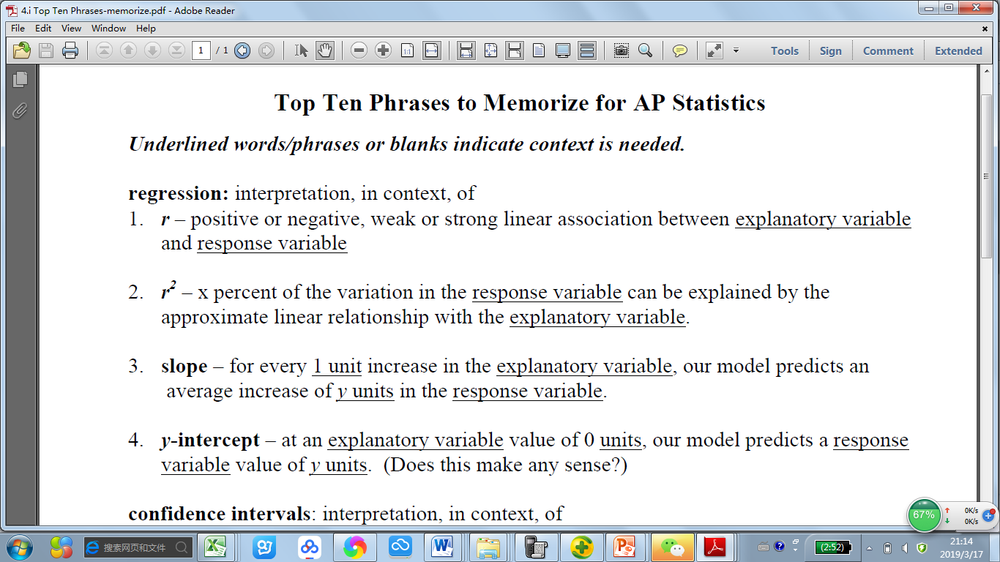 4.i Top Ten Phrases-memorize.pdf - Adobe Reader
File Edit View Window Help
1 / 1 1:1 Tools Sign Comment Extended
Top Ten Phrases to Memorize for AP Statistics
Underlined words/phrases or blanks indicate context is needed.
regression: interpretation, in context, of
1. r – positive or negative, weak or strong linear association between explanatory variable
and response variable
2. r² – x percent of the variation in the response variable can be explained by the
approximate linear relationship with the explanatory variable.
3. slope – for every 1 unit increase in the explanatory variable, our model predicts an
average increase of y units in the response variable.
4. y-intercept – at an explanatory variable value of 0 units, our model predicts a response
variable value of y units. (Does this make any sense?)
confidence intervals: interpretation, in context, of
67% 0K/s
0K/s
搜索网页和文件 (2:52) 21:14
2019/3/17